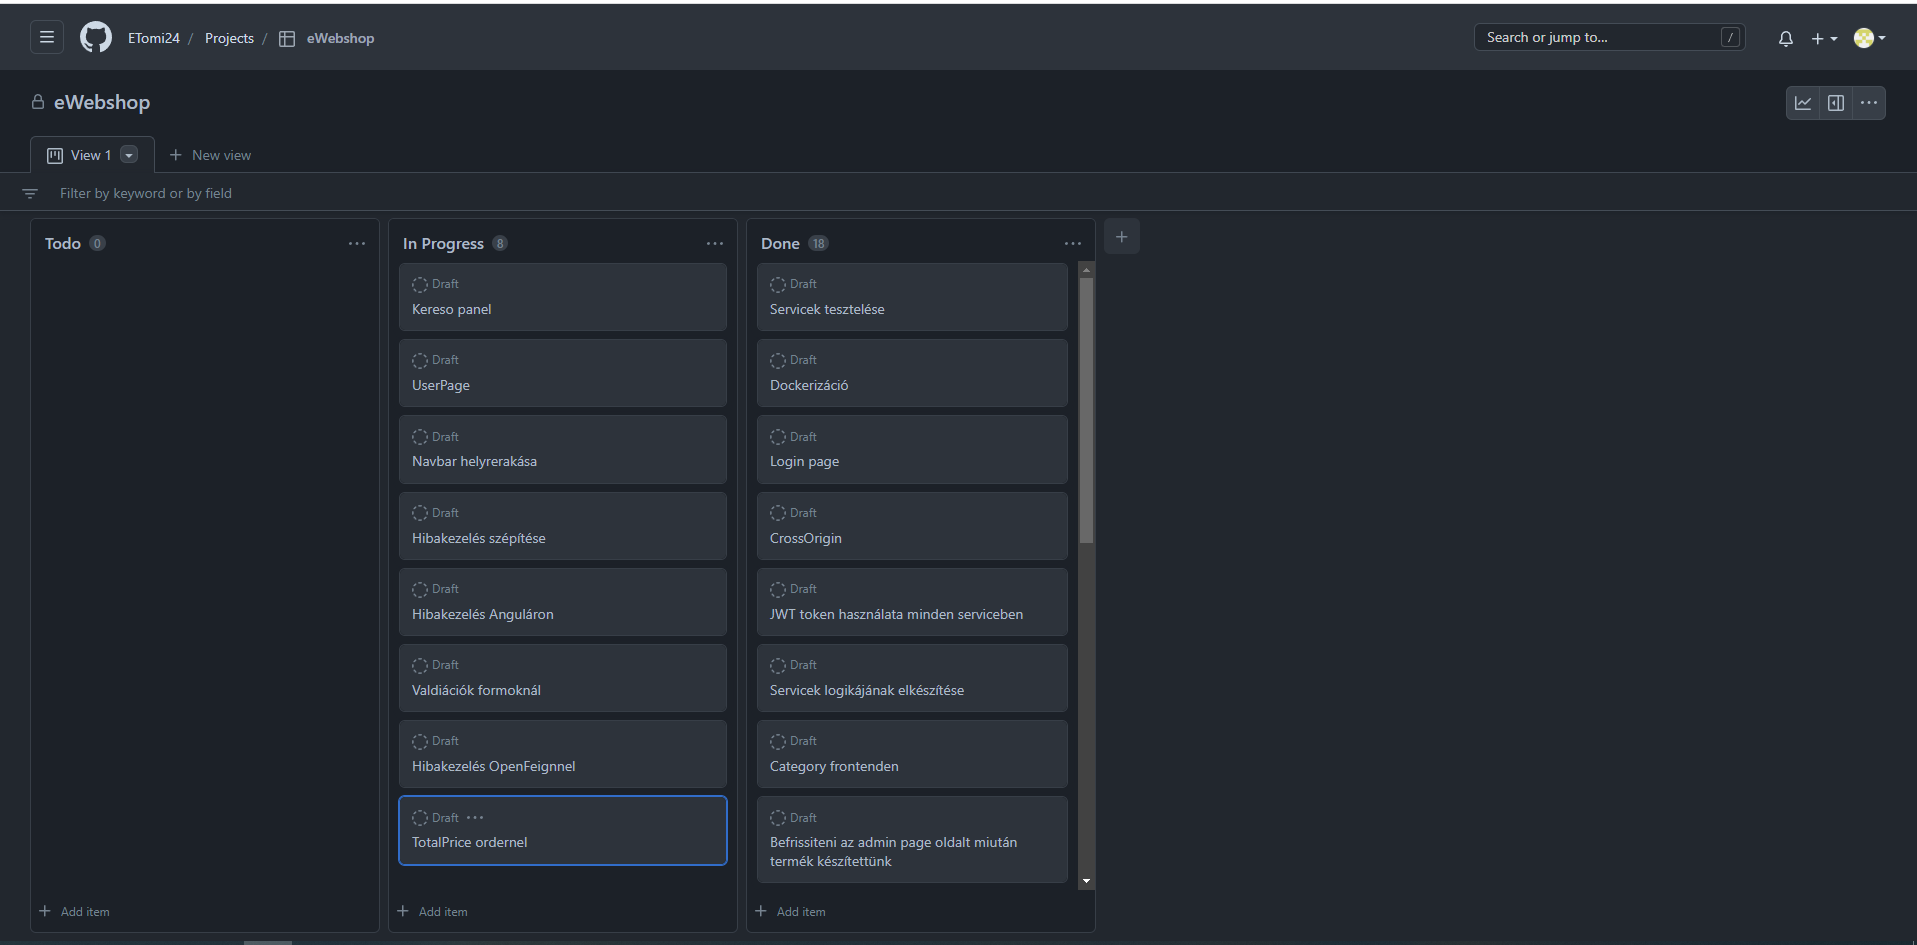 ETomi24 / Projects / eWebshop
Search or jump to... /
eWebshop
View 1
New view
Filter by keyword or by field
Todo 0
Add item
In Progress 8
Draft
Kereso panel
Draft
UserPage
Draft
Navbar helyrerakása
Draft
Hibakezelés szépítése
Draft
Hibakezelés Anguláron
Draft
Valdiációk formoknál
Draft
Hibakezelés OpenFeignnel
Draft
TotalPrice ordernel
Add item
Done 18
Draft
Servicek tesztelése
Draft
Dockerizáció
Draft
Login page
Draft
CrossOrigin
Draft
JWT token használata minden serviceben
Draft
Servicek logikájának elkészítése
Draft
Category frontenden
Draft
Befrissiteni az admin page oldalt miután
termék készítettünk
Add item